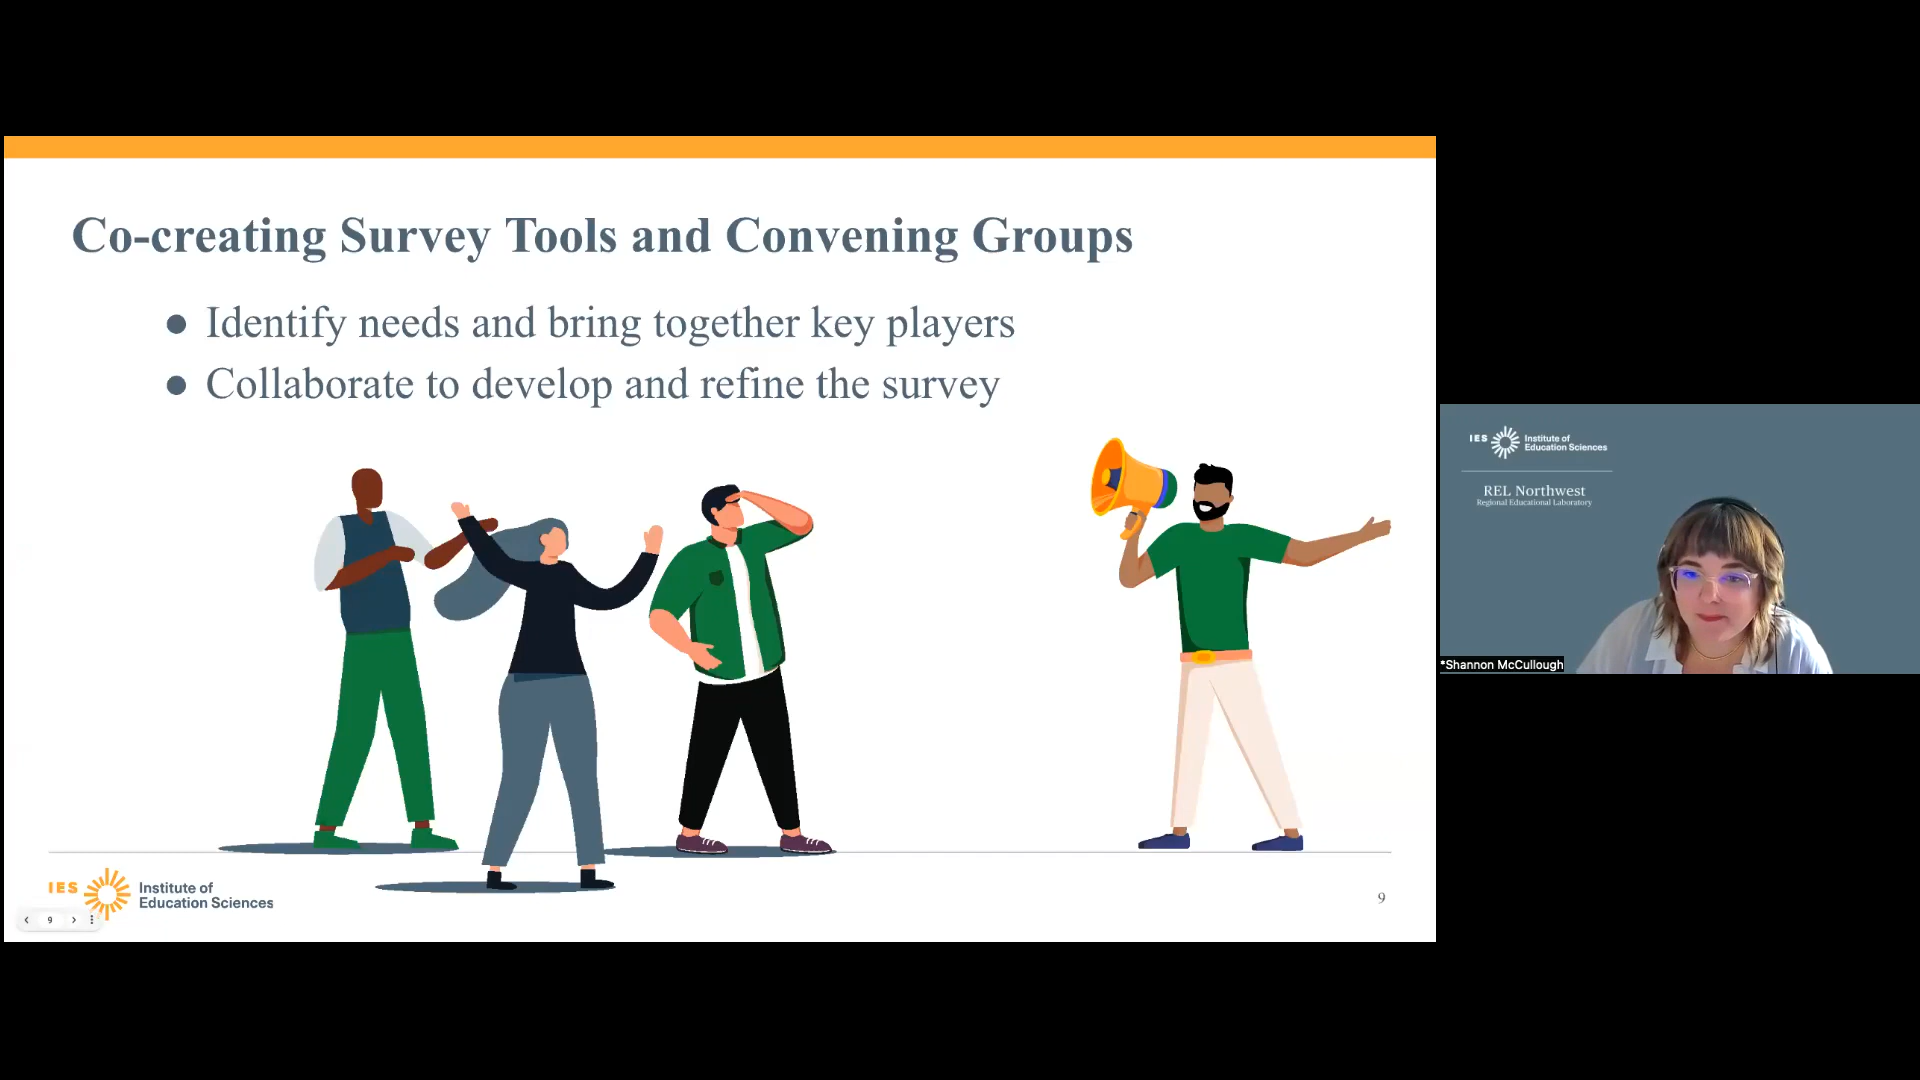 Co-creating Survey Tools and Convening Groups
● Identify needs and bring together key players
● Collaborate to develop and refine the survey
IES
Institute of
Education Sciences
9
9
IES
Institute of
Education Sciences
REL Northwest
Regional Educational Laboratory
*Shannon McCullough